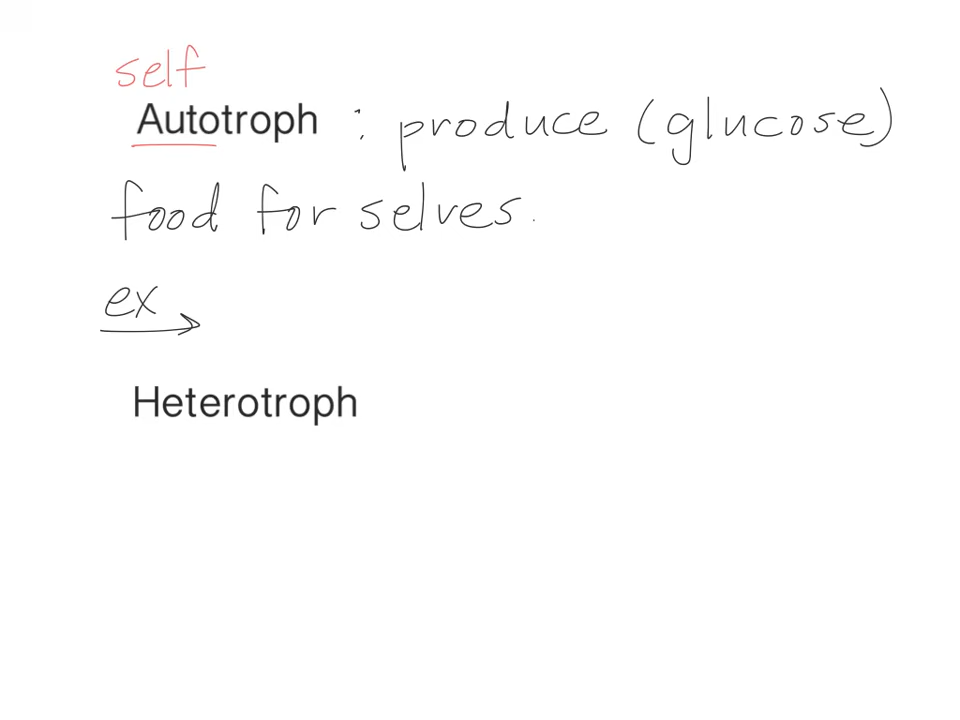 self
Autotroph : produce (glucose)
food for selves.
ex
Heterotroph